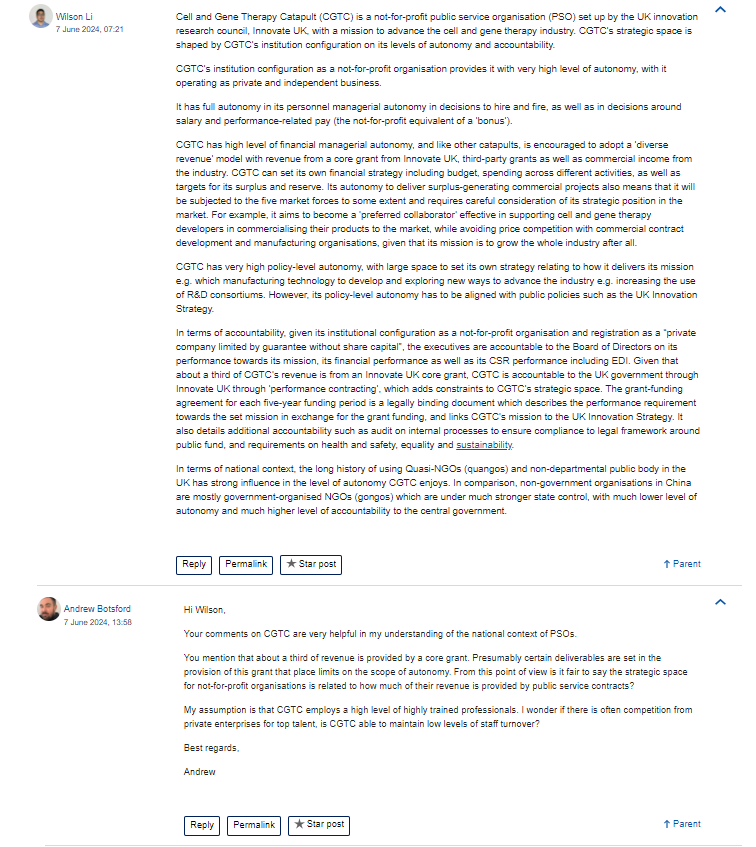 Wilson Li
7 June 2024, 07:21
Cell and Gene Therapy Catapult (CGTC) is a not-for-profit public service organisation (PSO) set up by the UK innovation
research council, Innovate UK, with a mission to advance the cell and gene therapy industry. CGTC's strategic space is
shaped by CGTC's institution configuration on its levels of autonomy and accountability.
CGTC's institution configuration as a not-for-profit organisation provides it with very high level of autonomy, with it
operating as private and independent business.
It has full autonomy in its personnel managerial autonomy in decisions to hire and fire, as well as in decisions around
salary and performance-related pay (the not-for-profit equivalent of a 'bonus').
CGTC has high level of financial managerial autonomy, and like other catapults, is encouraged to adopt a 'diverse
revenue' model with revenue from a core grant from Innovate UK, third-party grants as well as commercial income from
the industry. CGTC can set its own financial strategy including budget, spending across different activities, as well as
targets for its surplus and reserve. Its autonomy to deliver surplus-generating commercial projects also means that it will
be subjected to the five market forces to some extent and requires careful consideration of its strategic position in the
market. For example, it aims to become a 'preferred collaborator' effective in supporting cell and gene therapy
developers in commercialising their products to the market, while avoiding price competition with commercial contract
development and manufacturing organisations, given that its mission is to grow the whole industry after all.
CGTC has very high policy-level autonomy, with large space to set its own strategy relating to how it delivers its mission
e.g. which manufacturing technology to develop and exploring new ways to advance the industry e.g. increasing the use
of R&D consortiums. However, its policy-level autonomy has to be aligned with public policies such as the UK Innovation
Strategy.
In terms of accountability, given its institutional configuration as a not-for-profit organisation and registration as a "private
company limited by guarantee without share capital", the executives are accountable to the Board of Directors on its
performance towards its mission, its financial performance as well as its CSR performance including EDI. Given that
about a third of CGTC's revenue is from an Innovate UK core grant, CGTC is accountable to the UK government through
Innovate UK through 'performance contracting', which adds constraints to CGTC's strategic space. The grant-funding
agreement for each five-year funding period is a legally binding document which describes the performance requirement
towards the set mission in exchange for the grant funding, and links CGTC's mission to the UK Innovation Strategy. It
also details additional accountability such as audit on internal processes to ensure compliance to legal framework around
public fund, and requirements on health and safety, equality and sustainability.
In terms of national context, the long history of using Quasi-NGOs (quangos) and non-departmental public body in the
UK has strong influence in the level of autonomy CGTC enjoys. In comparison, non-government organisations in China
are mostly government-organised NGOs (gongos) which are under much stronger state control, with much lower level of
autonomy and much higher level of accountability to the central government.
Reply Permalink ★ Star post ↑ Parent
Andrew Botsford
7 June 2024, 13:58
Hi Wilson,
Your comments on CGTC are very helpful in my understanding of the national context of PSOs.
You mention that about a third of revenue is provided by a core grant. Presumably certain deliverables are set in the
provision of this grant that place limits on the scope of autonomy. From this point of view is it fair to say the strategic space
for not-for-profit organisations is related to how much of their revenue is provided by public service contracts?
My assumption is that CGTC employs a high level of highly trained professionals. I wonder if there is often competition from
private enterprises for top talent, is CGTC able to maintain low levels of staff turnover?
Best regards,
Andrew
Reply Permalink ★ Star post ↑ Parent